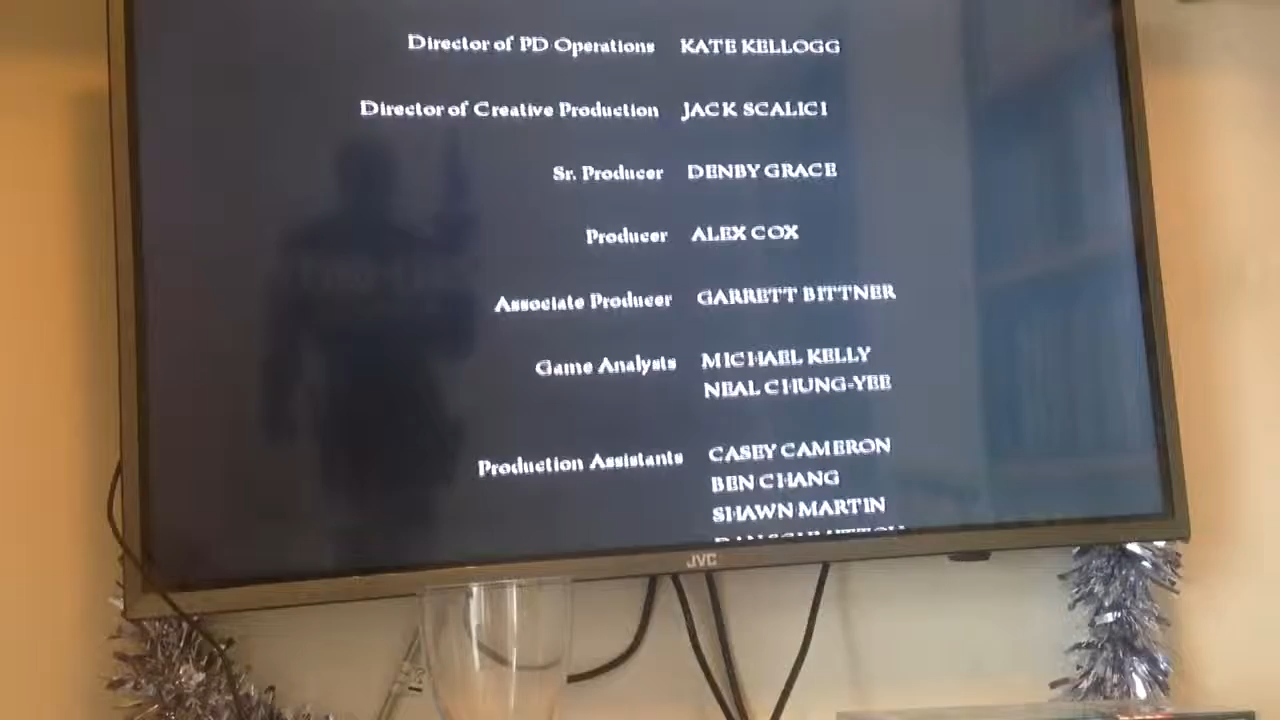 Director of PD Operations KATE KELLOGG
Director of Creative Production JACK SCALICI
Sr. Producer DENBY GRACE
Producer ALEX COX
Associate Producer GARRETT BITTNER
Game Analysts MICHAEL KELLY
NEAL CHUNG-YEE
Production Assistants CASEY CAMERON
BEN CHANG
SHAWN MARTIN
JVC